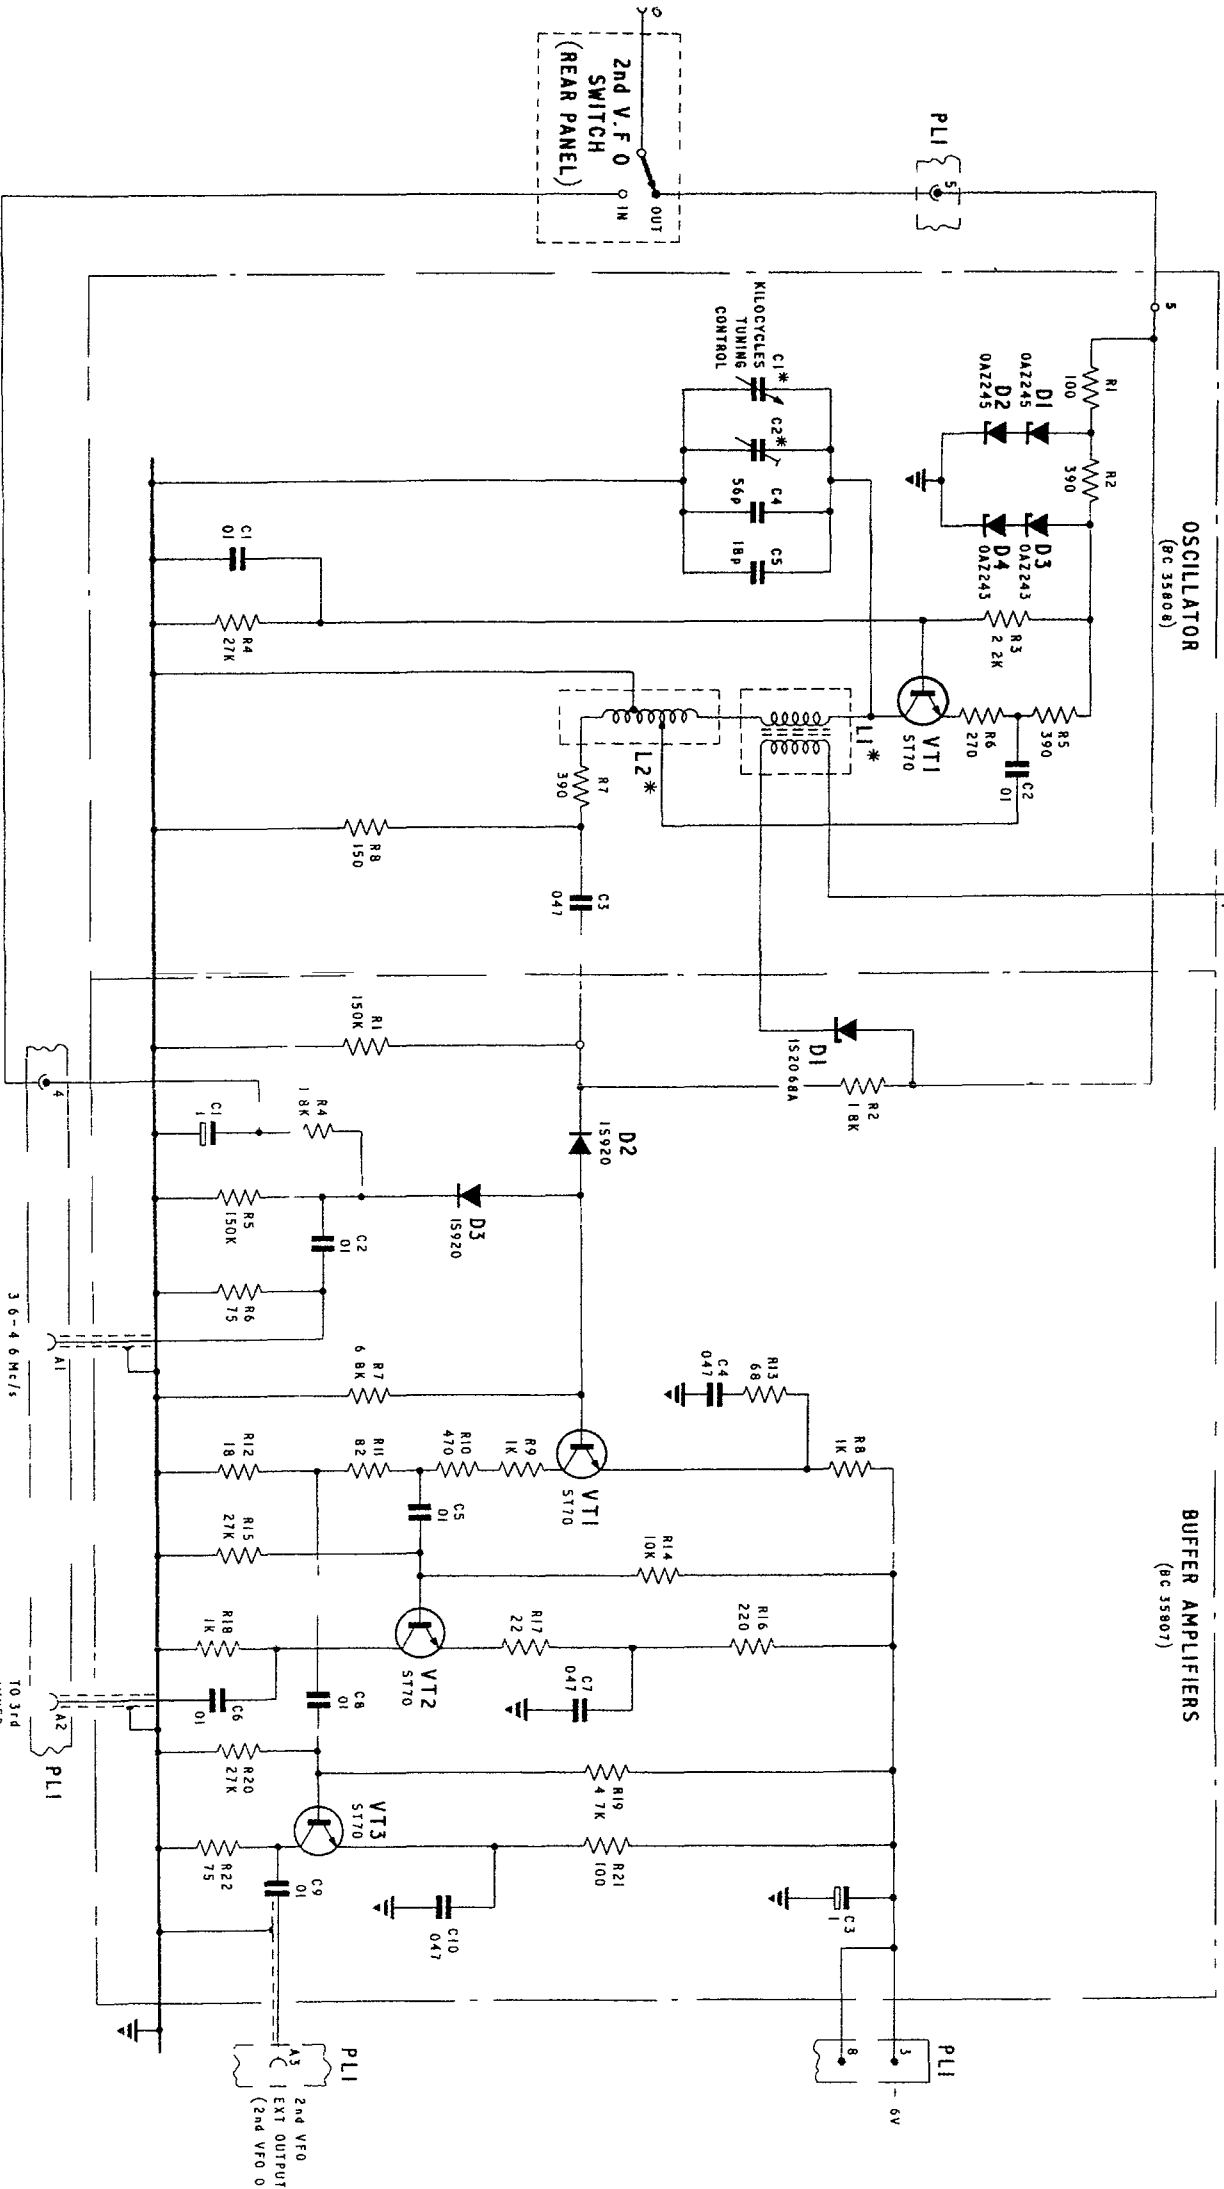 2nd V.F O
SWITCH
(REAR PANEL)
OUT
IN
PL1
5
5
OSCILLATOR
(BC 35808)
R1
100
R2
390
D1
OAZ245
D2
OAZ245
D3
OAZ243
D4
OAZ243
R3
2 2K
R5
390
R6
270
C2
01
VT1
ST70
KILOCYCLES
TUNING
CONTROL
C1*
C2*
C4
56p
C5
18p
L1*
L2*
R7
390
C1
01
R4
27K
R8
150
C3
047
BUFFER AMPLIFIERS
(BC 35807)
D1
1S2068A
R2
1 8K
R1
150K
D2
1S920
D3
1S920
R4
1 8K
C1
1
R5
150K
C2
01
R6
75
R7
6 8K
C4
047
R13
68
R8
1K
VT1
ST70
R9
1K
R10
470
R11
82
R12
18
C5
01
R15
27K
R14
10K
VT2
ST70
R17
22
R16
220
C7
047
R18
1K
C6
01
C8
01
R20
27K
R19
4 7K
VT3
ST70
R21
100
R22
75
C9
01
C10
047
C3
1
PL1
3
8
- 6V
4
A1
3 6-4 6 Mc/s
A2
TO 3rd
PL1
PL1
A3
2nd VFO
EXT OUTPUT
(2nd VFO O